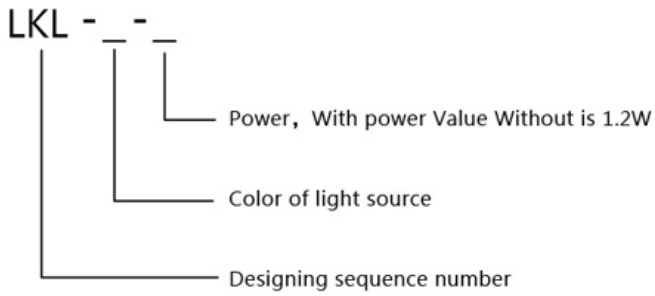 LKL -_-_
Power，With power Value Without is 1.2W
Color of light source
Designing sequence number